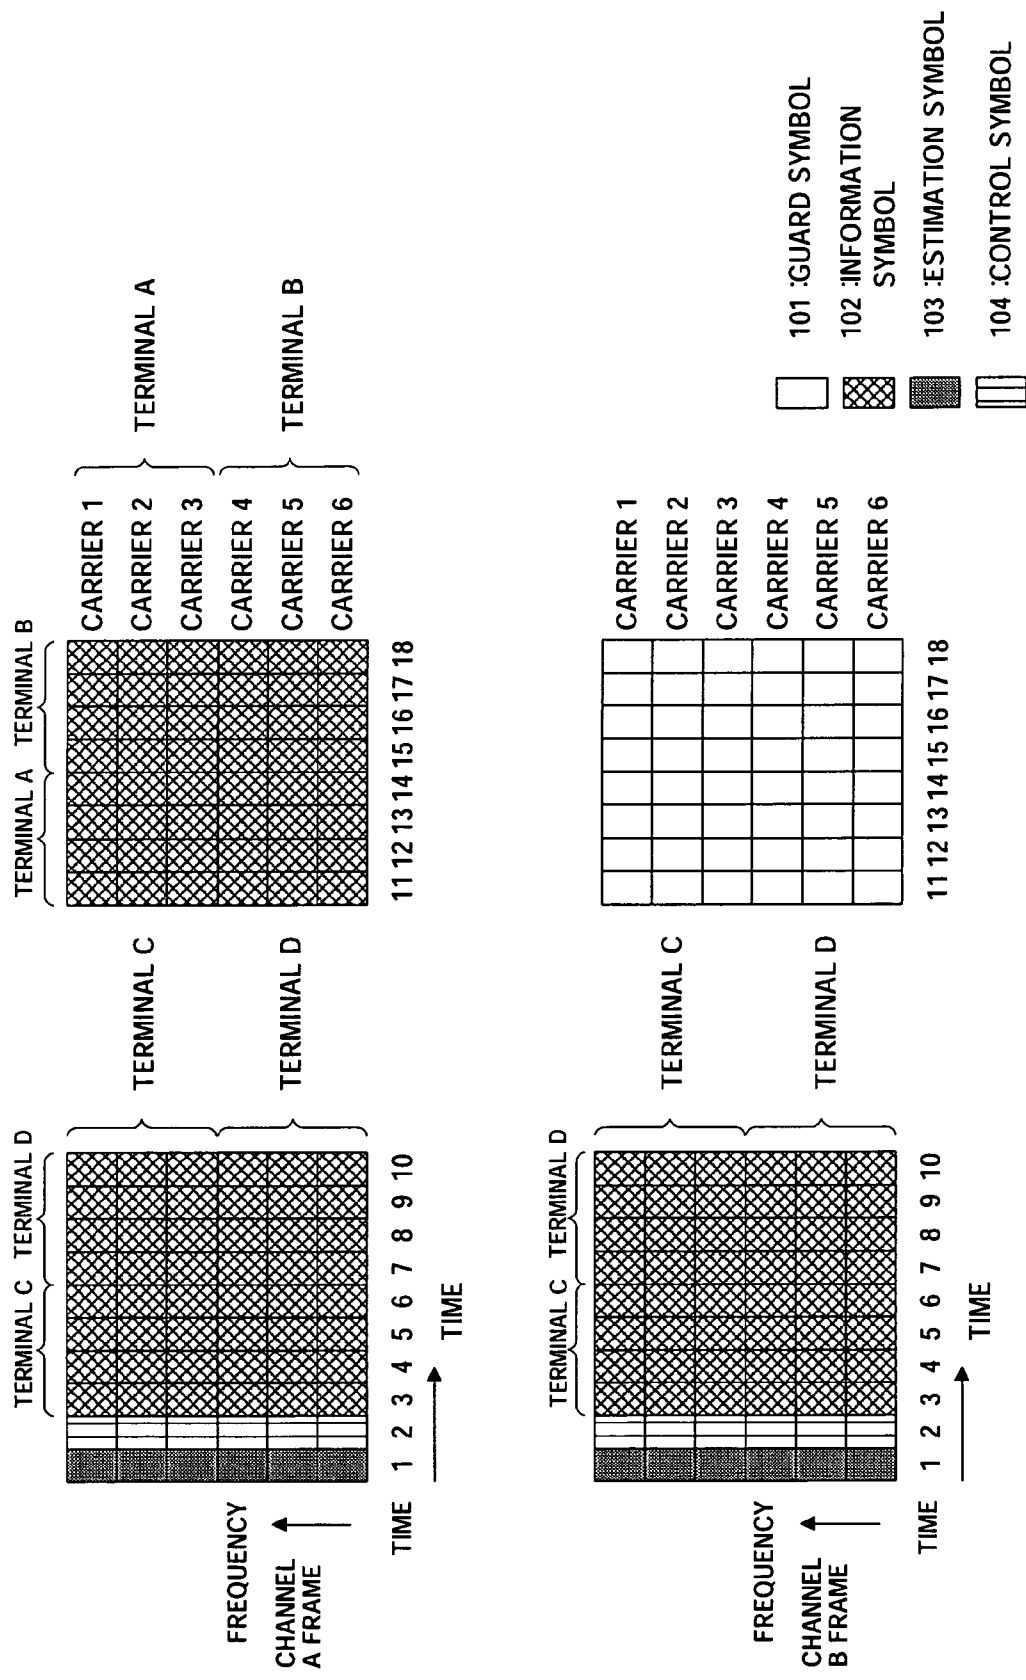 TERMINAL C TERMINAL D
TERMINAL A TERMINAL B
TERMINAL C
TERMINAL D
CARRIER 1
CARRIER 2
CARRIER 3
CARRIER 4
CARRIER 5
CARRIER 6
TERMINAL A
TERMINAL B
FREQUENCY
CHANNEL
A FRAME
TIME 1 2 3 4 5 6 7 8 9 10
11 12 13 14 15 16 17 18
TIME
TERMINAL C TERMINAL D
TERMINAL C
TERMINAL D
CARRIER 1
CARRIER 2
CARRIER 3
CARRIER 4
CARRIER 5
CARRIER 6
FREQUENCY
CHANNEL
B FRAME
TIME 1 2 3 4 5 6 7 8 9 10
11 12 13 14 15 16 17 18
TIME
101 :GUARD SYMBOL
102 :INFORMATION
SYMBOL
103 :ESTIMATION SYMBOL
104 :CONTROL SYMBOL